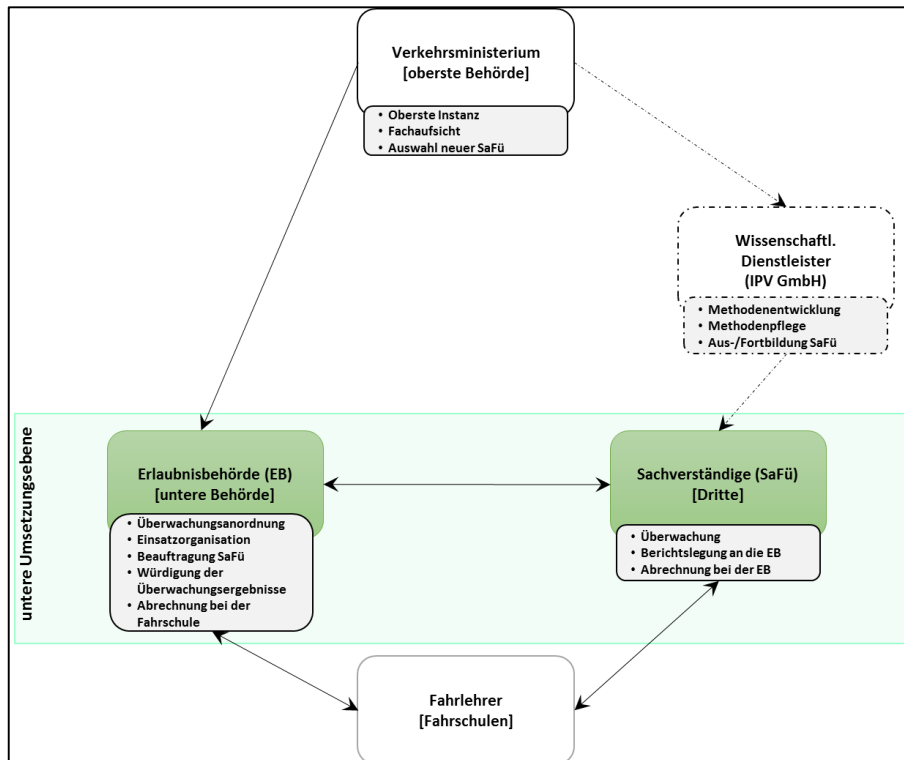 Verkehrsministerium
[oberste Behörde]
• Oberste Instanz
• Fachaufsicht
• Auswahl neuer SaFü
Wissenschaftl.
Dienstleister
(IPV GmbH)
• Methodenentwicklung
• Methodenpflege
• Aus-/Fortbildung SaFü
untere Umsetzungsebene
Erlaubnisbehörde (EB)
[untere Behörde]
• Überwachungsanordnung
• Einsatzorganisation
• Beauftragung SaFü
• Würdigung der
Überwachungsergebnisse
• Abrechnung bei der
Fahrschule
Sachverständige (SaFü)
[Dritte]
• Überwachung
• Berichtslegung an die EB
• Abrechnung bei der EB
Fahrlehrer
[Fahrschulen]